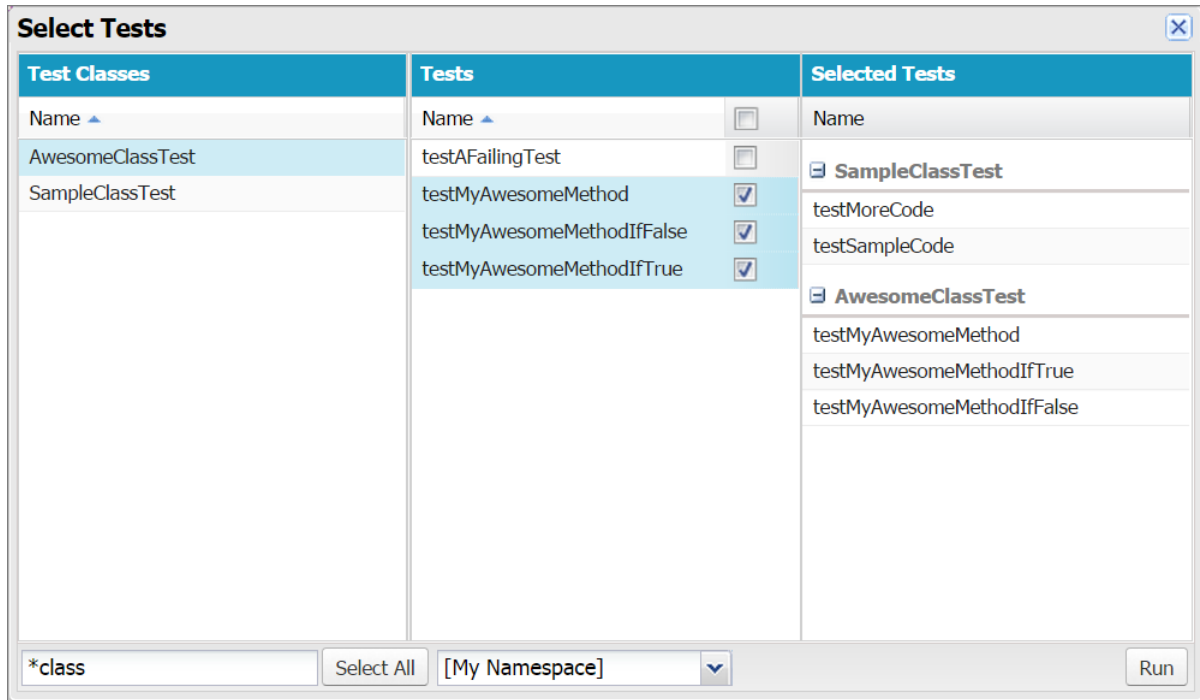 Select Tests
Test Classes
Name
AwesomeClassTest
SampleClassTest
Tests
Name
testAFailingTest
testMyAwesomeMethod
testMyAwesomeMethodIfFalse
testMyAwesomeMethodIfTrue
Selected Tests
Name
SampleClassTest
testMoreCode
testSampleCode
AwesomeClassTest
testMyAwesomeMethod
testMyAwesomeMethodIfTrue
testMyAwesomeMethodIfFalse
*class
Select All
[My Namespace]
Run